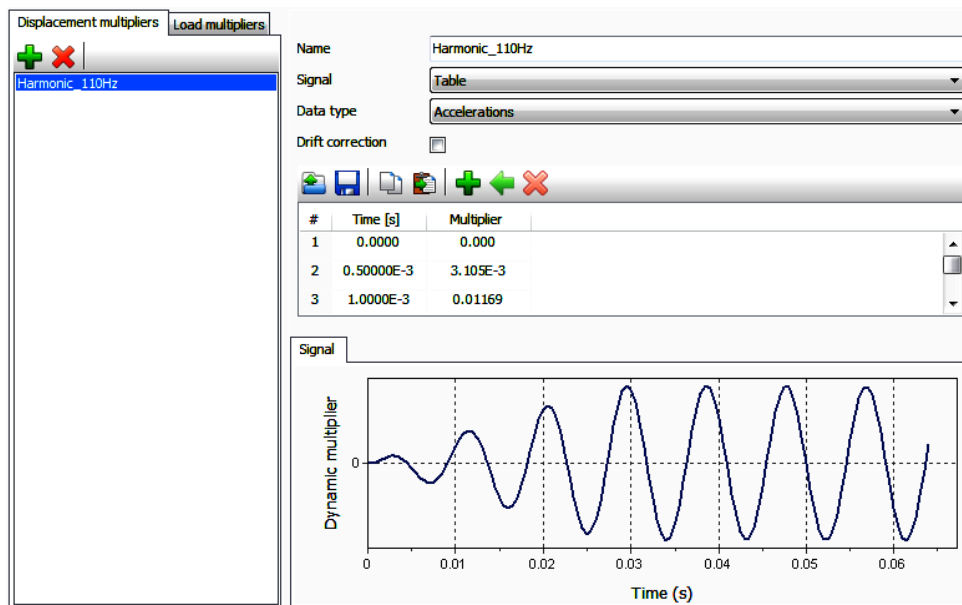 Displacement multipliers Load multipliers
Harmonic_110Hz
Name Harmonic_110Hz
Signal Table
Data type Accelerations
Drift correction
# Time [s] Multiplier
1 0.0000 0.000
2 0.50000E-3 3.105E-3
3 1.0000E-3 0.01169
Signal
Dynamic multiplier
0
0 0.01 0.02 0.03 0.04 0.05 0.06
Time (s)